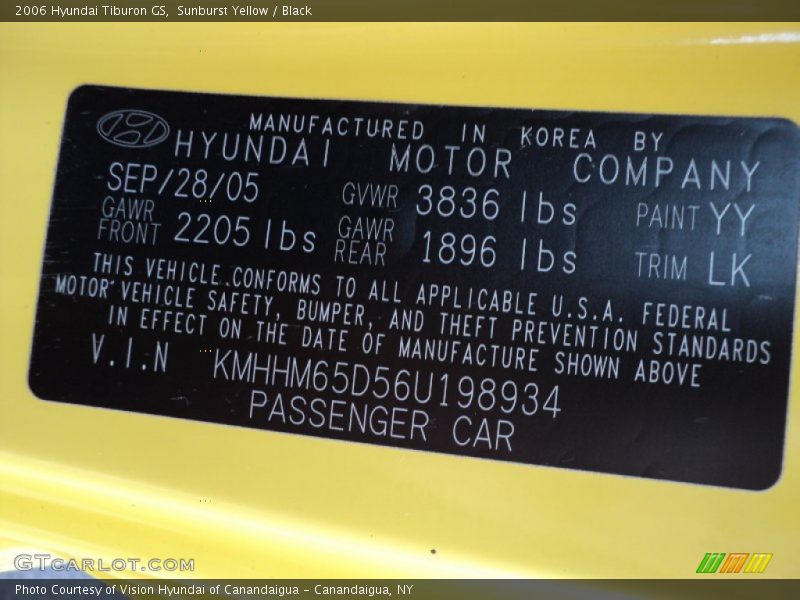 2006 Hyundai Tiburon GS,  Sunburst Yellow / Black
MANUFACTURED IN KOREA BY
HYUNDAI MOTOR COMPANY
SEP/28/05 GVWR 3836 lbs PAINT YY
GAWR FRONT 2205 lbs GAWR REAR 1896 lbs TRIM LK
THIS VEHICLE CONFORMS TO ALL APPLICABLE U.S.A. FEDERAL
MOTOR VEHICLE SAFETY, BUMPER, AND THEFT PREVENTION STANDARDS
IN EFFECT ON THE DATE OF MANUFACTURE SHOWN ABOVE
V.I.N KMHHM65D56U198934
PASSENGER CAR
GTCARLOT.COM
Photo Courtesy of Vision Hyundai of Canandaigua - Canandaigua, NY